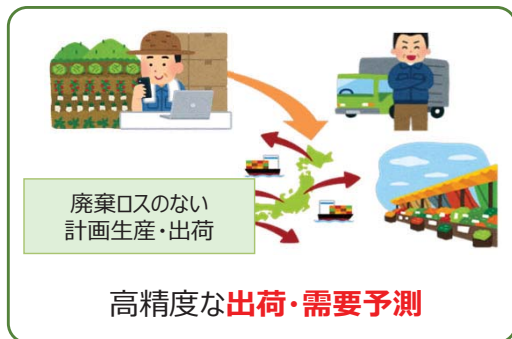 廃棄ロスのない
計画生産・出荷
高精度な出荷・需要予測